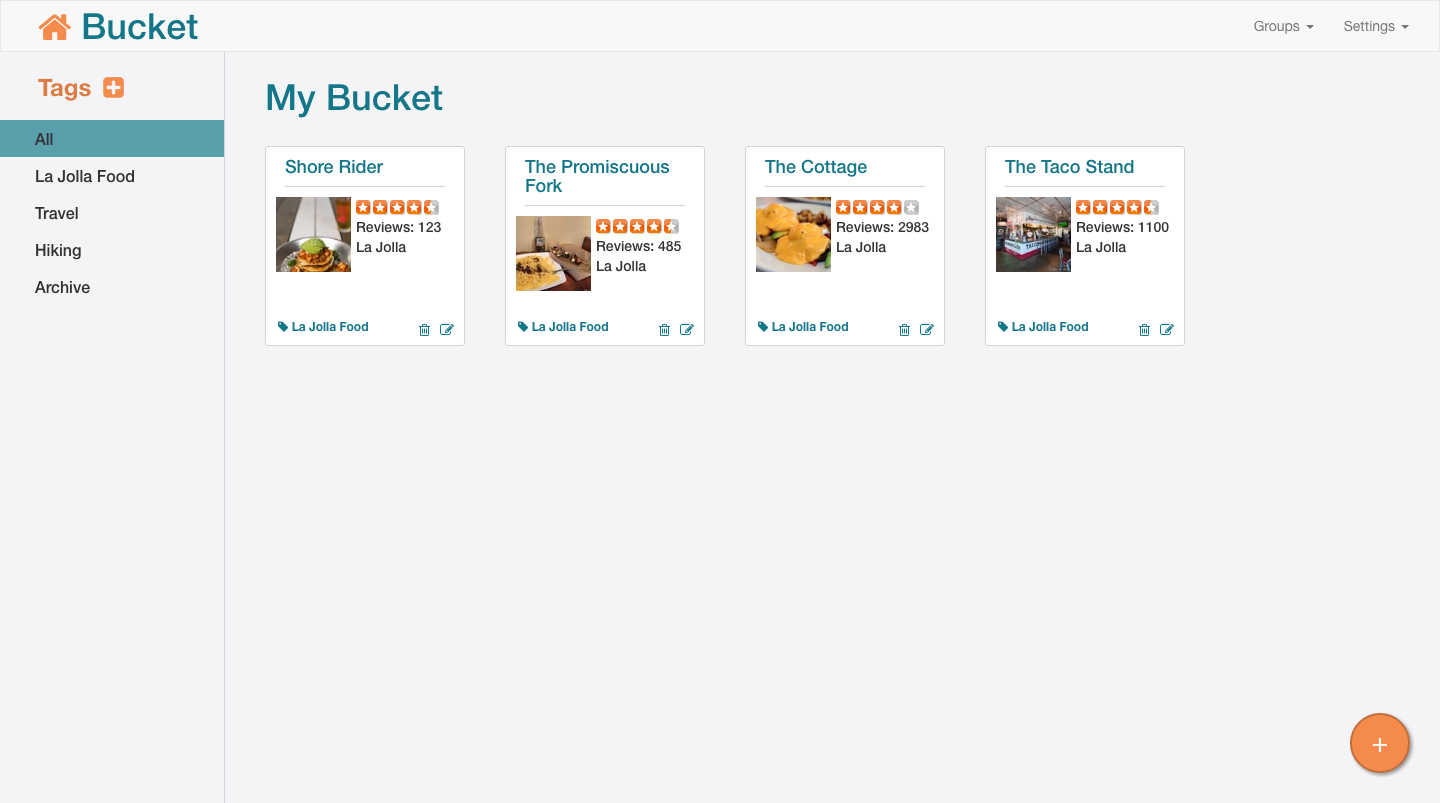 Bucket
Groups
Settings
Tags
All
La Jolla Food
Travel
Hiking
Archive
My Bucket
Shore Rider
Reviews: 123
La Jolla
La Jolla Food
The Promiscuous
Fork
Reviews: 485
La Jolla
La Jolla Food
The Cottage
Reviews: 2983
La Jolla
La Jolla Food
The Taco Stand
Reviews: 1100
La Jolla
La Jolla Food
+